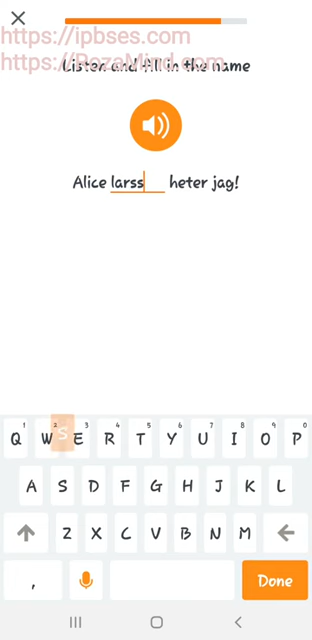 https://ipbses.com
https://RozaMind.com
Listen and fill in the name
Alice larss heter jag!
1 2 3 4 5 6 7 8 9 0
Q W S E R T Y U I O P
A S D F G H J K L
Z X C V B N M
, Done